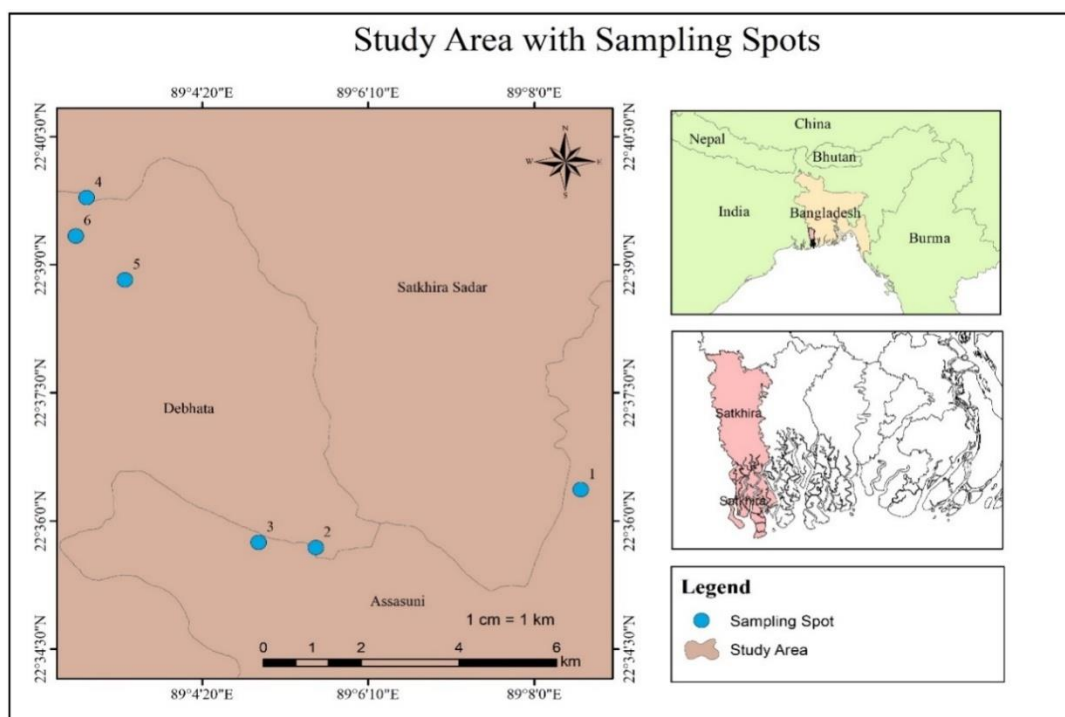 Study Area with Sampling Spots
89°4'20"E
89°6'10"E
89°8'0"E
22°40'30"N
22°39'0"N
22°37'30"N
22°36'0"N
22°34'30"N
N
W
E
S
4
6
5
Satkhira Sadar
Debhata
1
3
2
Assasuni
1 cm = 1 km
0 1 2 4 6
km
22°40'30"N
22°39'0"N
22°37'30"N
22°36'0"N
22°34'30"N
89°4'20"E
89°6'10"E
89°8'0"E
China
Nepal
Bhutan
India
Bangladesh
Burma
Satkhira
Satkhira
Legend
Sampling Spot
Study Area